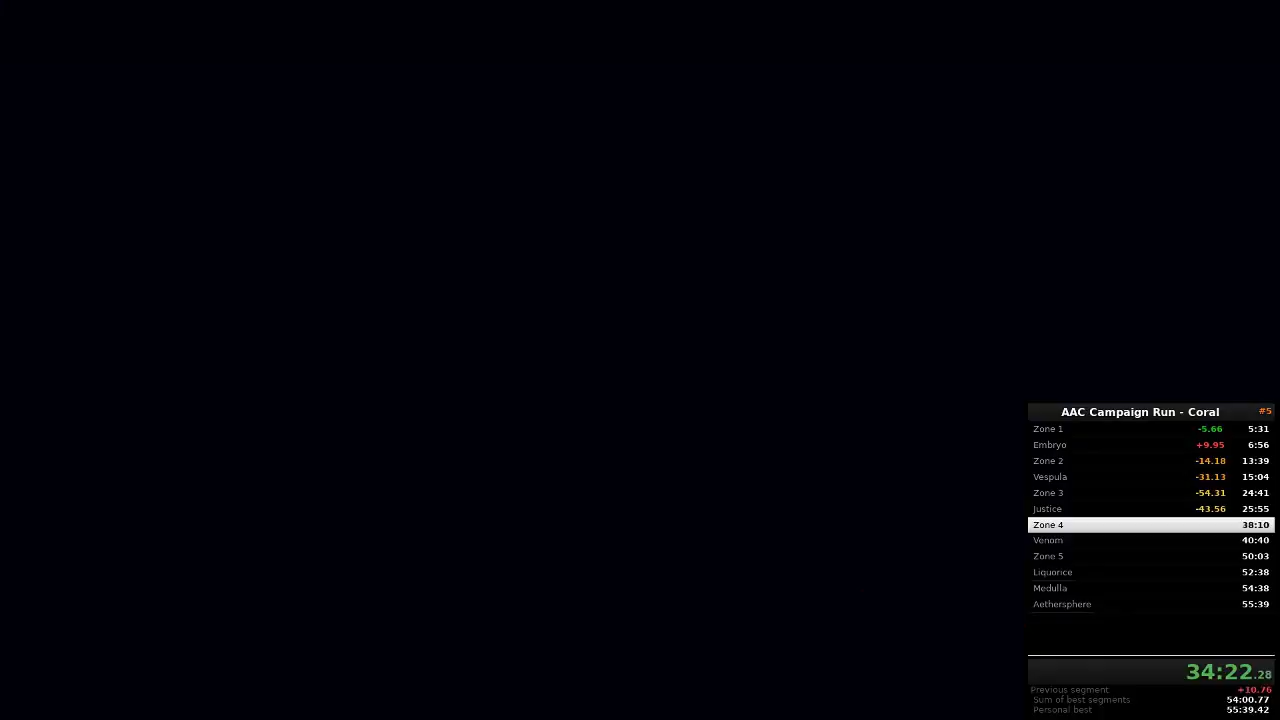 AAC Campaign Run - Coral #5
Zone 1 -5.66 5:31
Embryo +9.95 6:56
Zone 2 -14.18 13:39
Vespula -31.13 15:04
Zone 3 -54.31 24:41
Justice -43.56 25:55
Zone 4 38:10
Venom 40:40
Zone 5 50:03
Liquorice 52:38
Medulla 54:38
Aethersphere 55:39
34:22.28
Previous segment +10.76
Sum of best segments 54:00.77
Personal best 55:39.42